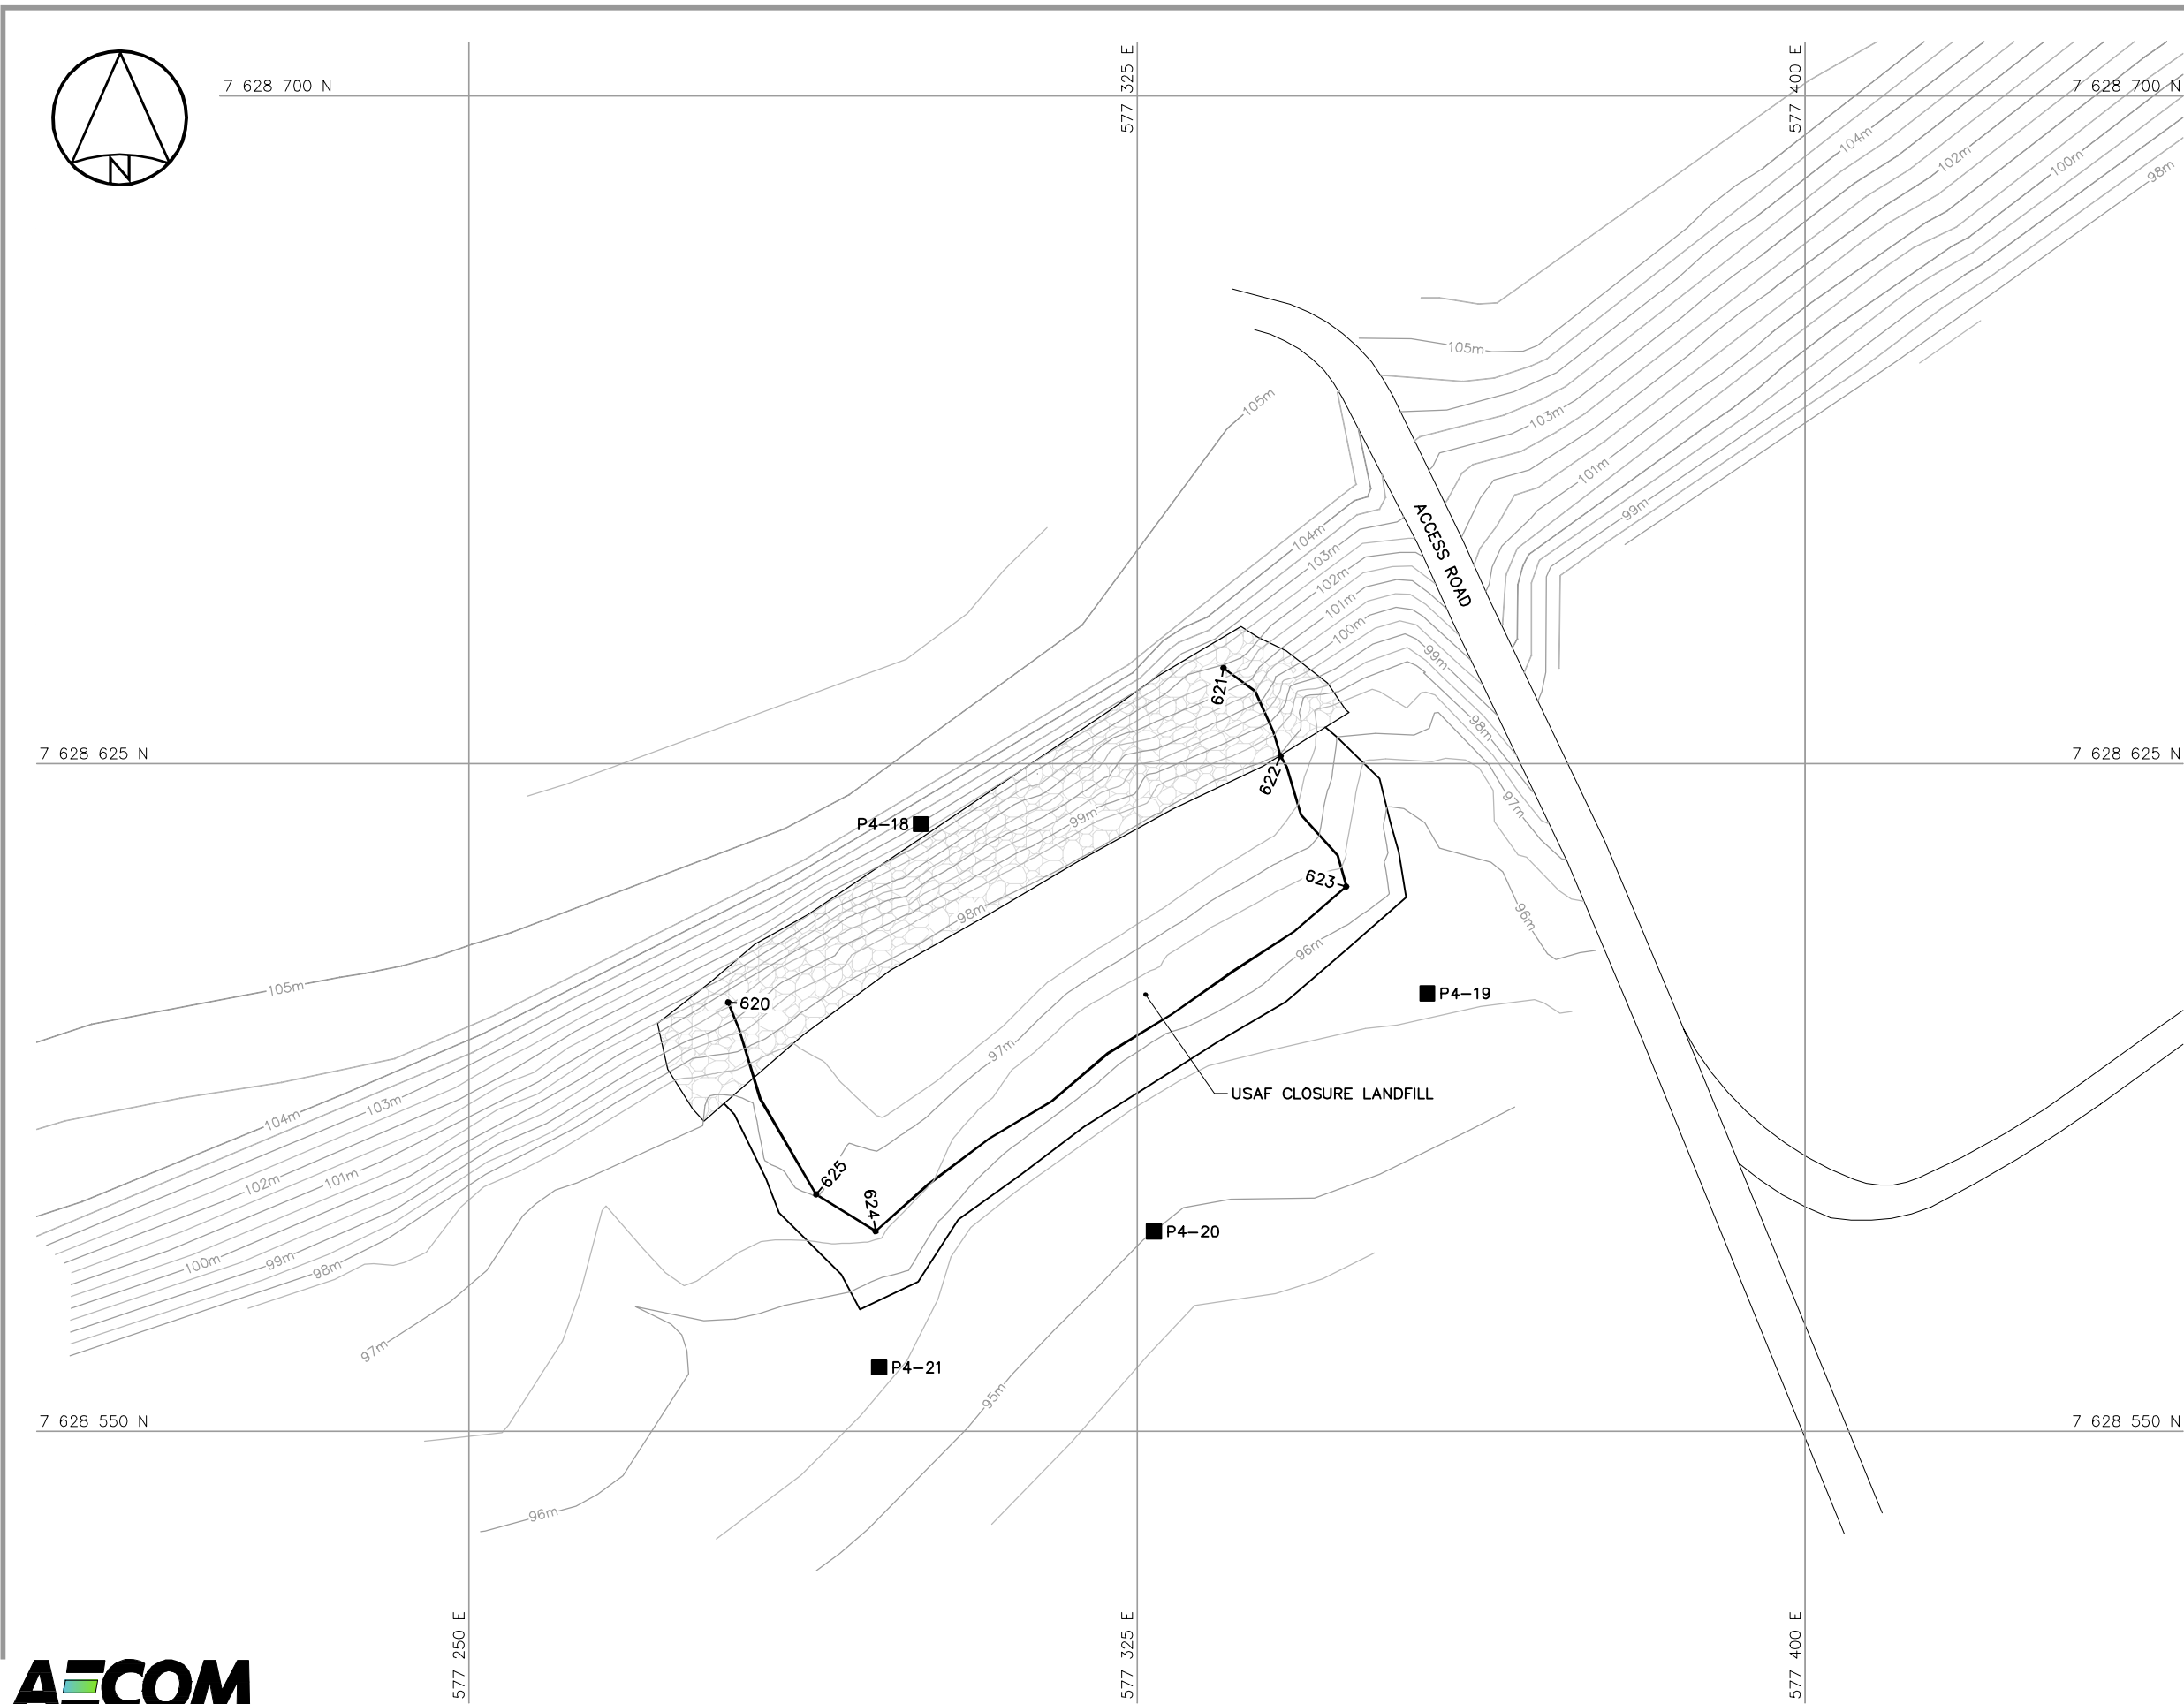 577 325 E
577 400 E
7 628 700 N
7 628 700 N
N
104m
102m
100m
98m
105m
105m
103m
101m
99m
104m
103m
102m
101m
100m
99m
98m
97m
96m
ACCESS ROAD
621
7 628 625 N
7 628 625 N
622
P4-18
99m
623
98m
96m
105m
620
P4-19
97m
USAF CLOSURE LANDFILL
104m
103m
102m
101m
100m
99m
98m
625
624
P4-20
97m
P4-21
95m
7 628 550 N
7 628 550 N
96m
577 250 E
577 325 E
577 400 E
AECOM